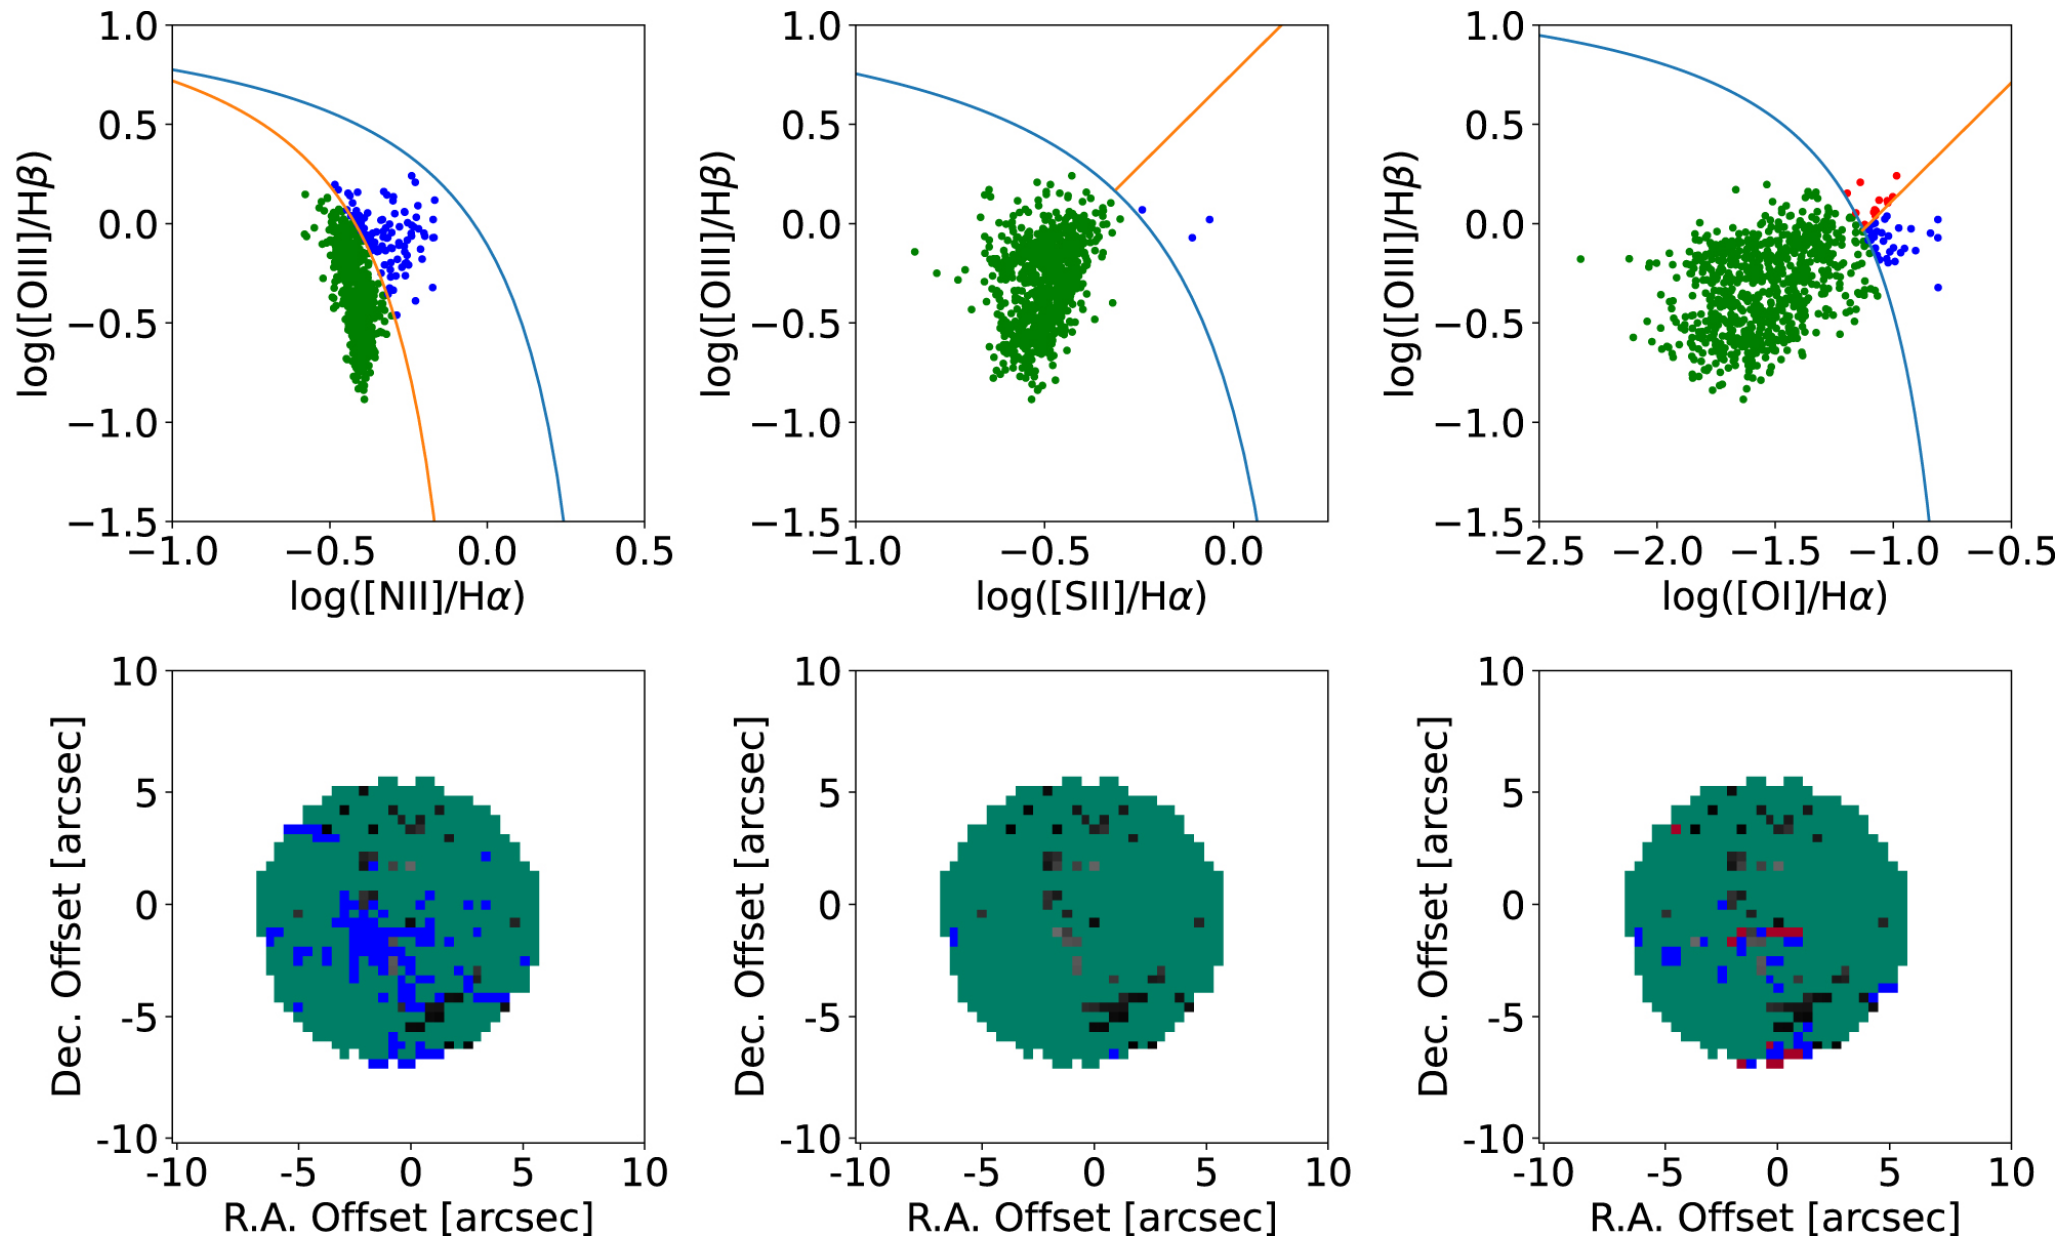 1.0
0.5
0.0
−0.5
−1.0
−1.5
log([OIII]/Hβ)
−1.0 −0.5 0.0 0.5
log([NII]/Hα)
1.0
0.5
0.0
−0.5
−1.0
−1.5
log([OIII]/Hβ)
−1.0 −0.5 0.0
log([SII]/Hα)
1.0
0.5
0.0
−0.5
−1.0
−1.5
log([OIII]/Hβ)
−2.5 −2.0 −1.5 −1.0 −0.5
log([OI]/Hα)
10
5
0
-5
-10
Dec. Offset [arcsec]
-10 -5 0 5 10
R.A. Offset [arcsec]
10
5
0
-5
-10
Dec. Offset [arcsec]
-10 -5 0 5 10
R.A. Offset [arcsec]
10
5
0
-5
-10
Dec. Offset [arcsec]
-10 -5 0 5 10
R.A. Offset [arcsec]